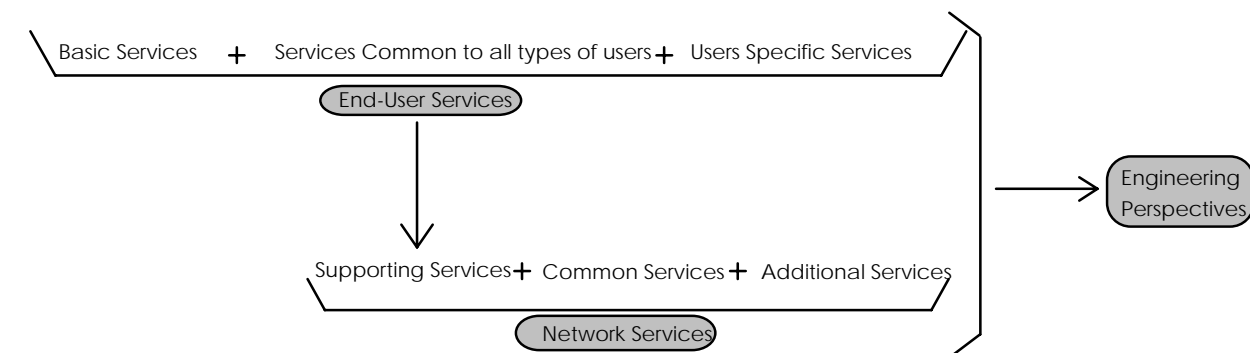 Basic Services + Services Common to all types of users + Users Specific Services
End-User Services
Engineering
Perspectives
Supporting Services + Common Services + Additional Services
Network Services